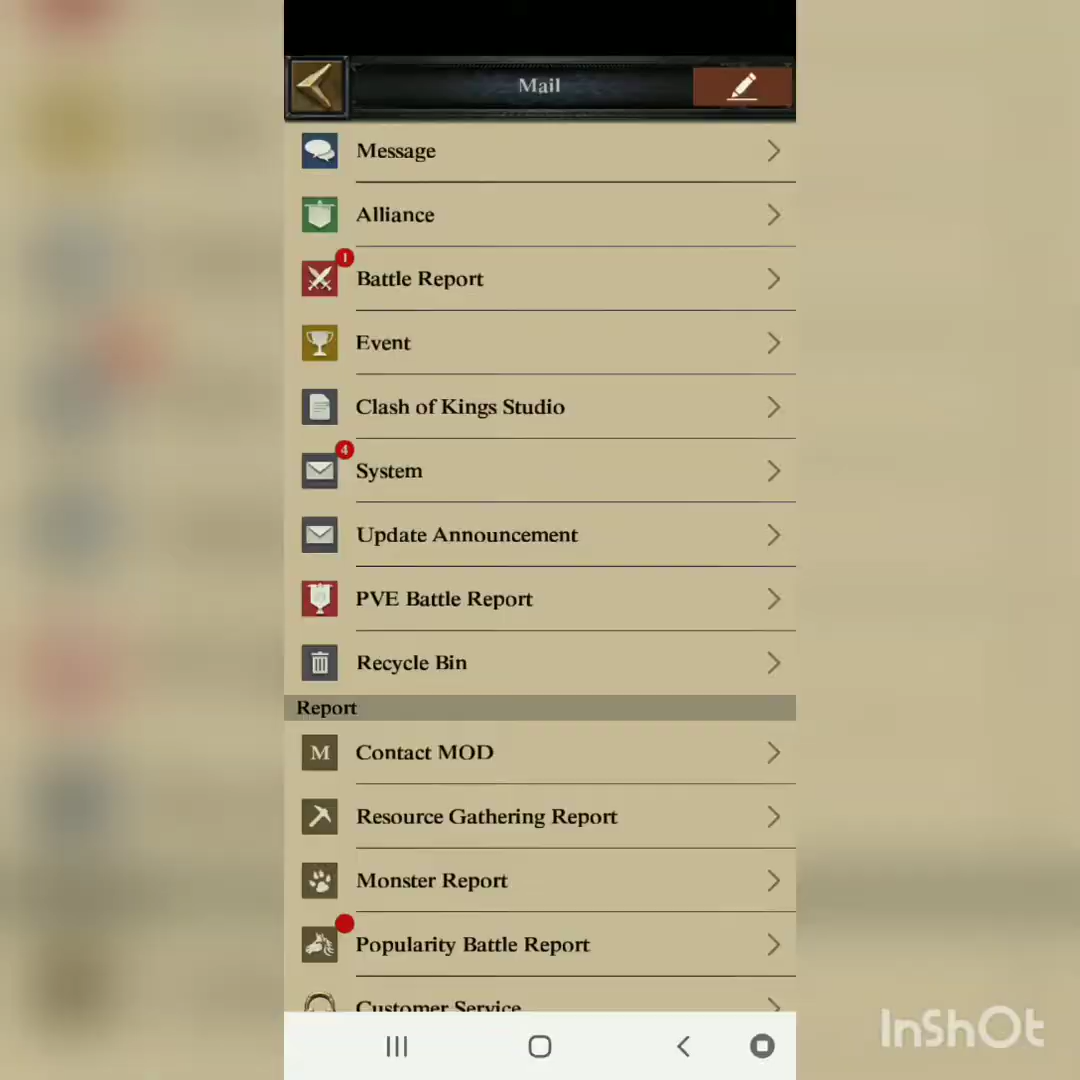 Mail
Message
Alliance
1
Battle Report
Event
Clash of Kings Studio
4
System
Update Announcement
PVE Battle Report
Recycle Bin
Report
M
Contact MOD
Resource Gathering Report
Monster Report
Popularity Battle Report
Customer Service
InShOt